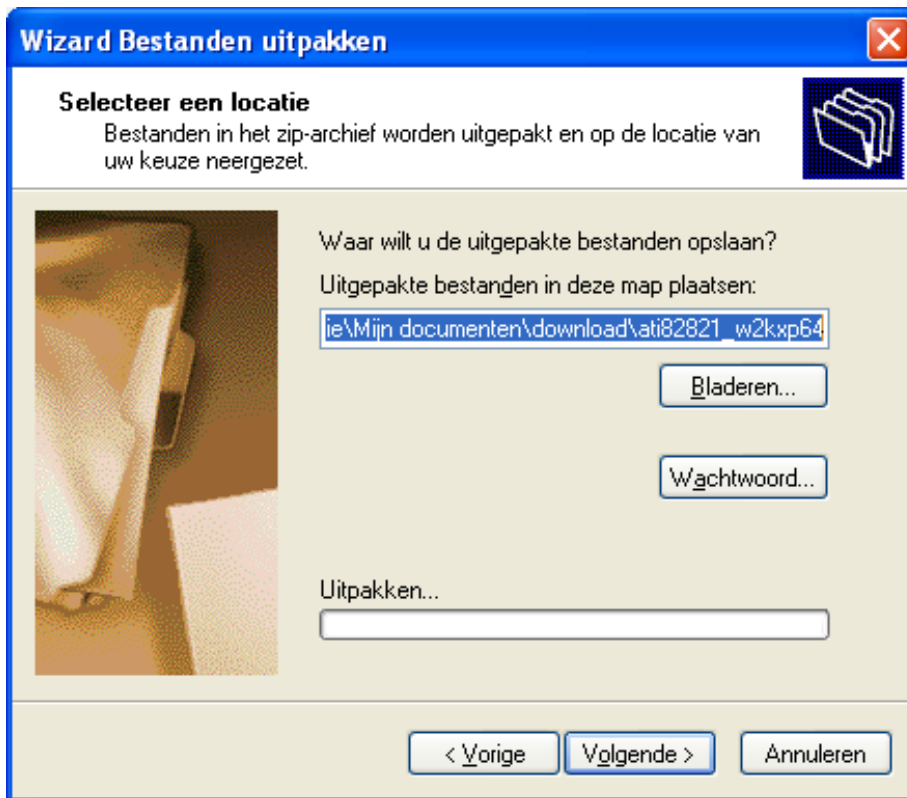 Wizard Bestanden uitpakken
Selecteer een locatie
Bestanden in het zip-archief worden uitgepakt en op de locatie van
uw keuze neergezet.
Waar wilt u de uitgepakte bestanden opslaan?
Uitgepakte bestanden in deze map plaatsen:
ie\Mijn documenten\download\ati82821_w2kxp64
Bladeren...
Wachtwoord...
Uitpakken...
< Vorige
Volgende >
Annuleren